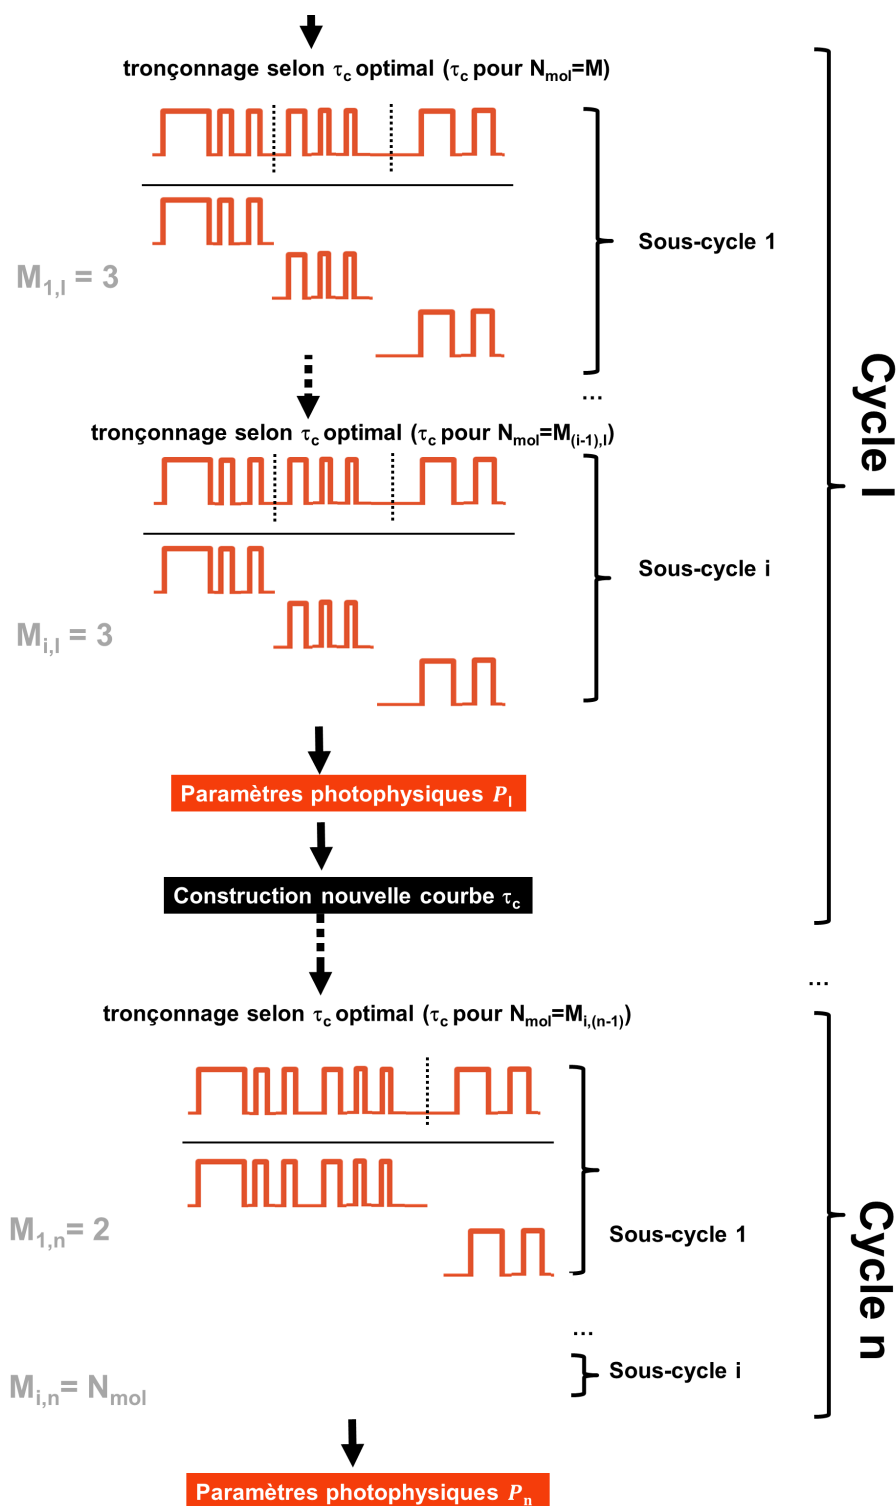 tronçonnage selon τc optimal (τc pour Nmol=M)
Sous-cycle 1
M1,I = 3
...
tronçonnage selon τc optimal (τc pour Nmol=M(i-1),I)
Cycle I
Sous-cycle i
Mi,I = 3
Paramètres photophysiques PI
Construction nouvelle courbe τc
...
tronçonnage selon τc optimal (τc pour Nmol=Mi,(n-1))
M1,n= 2
Sous-cycle 1
Cycle n
...
Sous-cycle i
Mi,n= Nmol
Paramètres photophysiques Pn